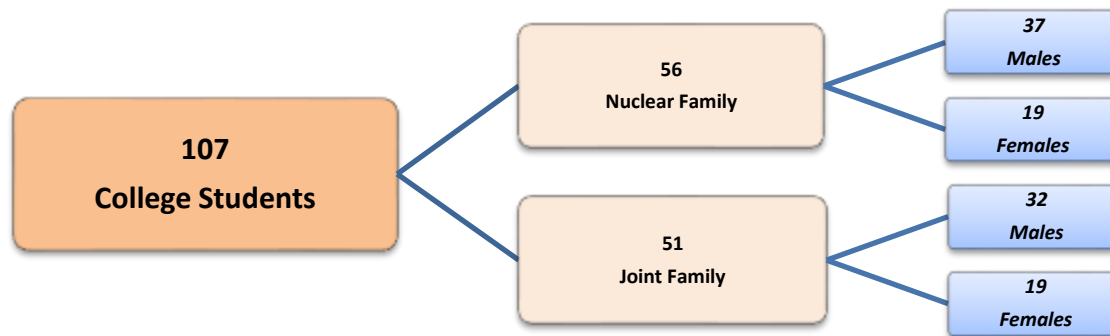 107
College Students
56
Nuclear Family
37
Males
19
Females
51
Joint Family
32
Males
19
Females